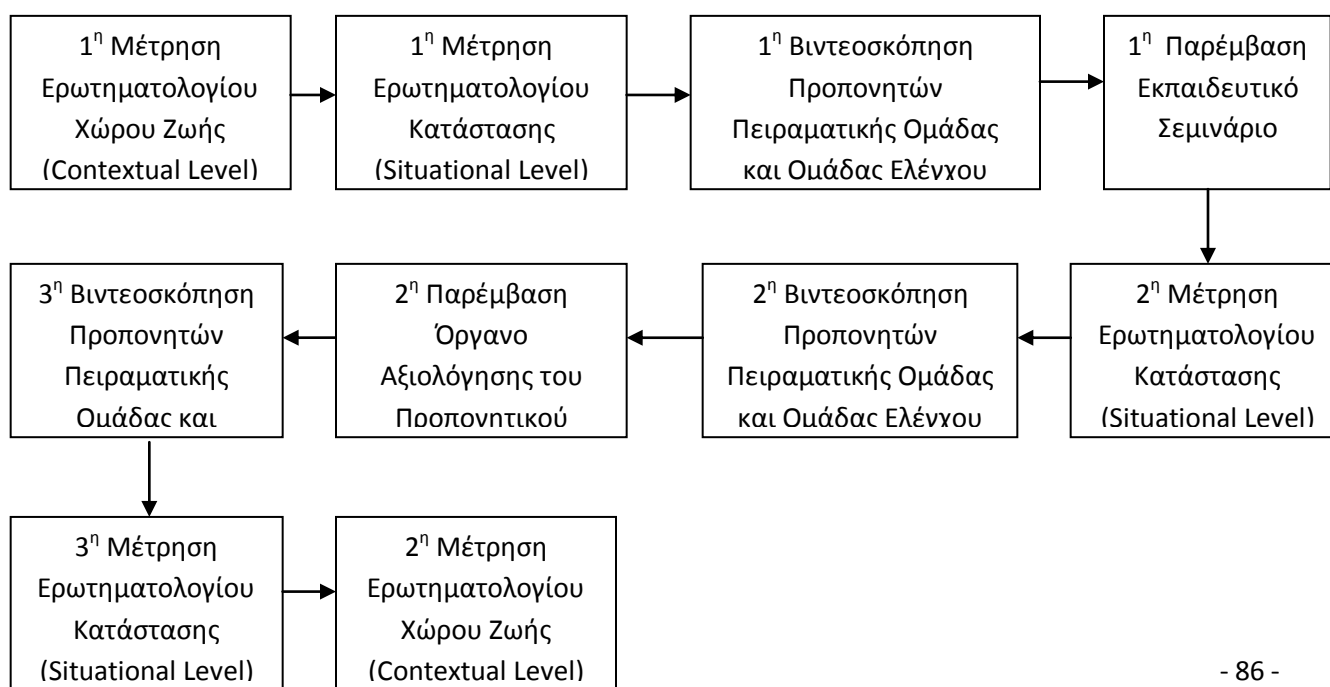 1η Μέτρηση
Ερωτηματολογίου
Χώρου Ζωής
(Contextual Level)
1η Μέτρηση
Ερωτηματολογίου
Κατάστασης
(Situational Level)
1η Βιντεοσκόπηση
Προπονητών
Πειραματικής Ομάδας
και Ομάδας Ελέγχου
1η Παρέμβαση
Εκπαιδευτικό
Σεμινάριο
2η Μέτρηση
Ερωτηματολογίου
Κατάστασης
(Situational Level)
2η Βιντεοσκόπηση
Προπονητών
Πειραματικής Ομάδας
και Ομάδας Ελέγχου
2η Παρέμβαση
Όργανο
Αξιολόγησης του
Προπονητικού
3η Βιντεοσκόπηση
Προπονητών
Πειραματικής
Ομάδας και
3η Μέτρηση
Ερωτηματολογίου
Κατάστασης
(Situational Level)
2η Μέτρηση
Ερωτηματολογίου
Χώρου Ζωής
(Contextual Level)
- 86 -